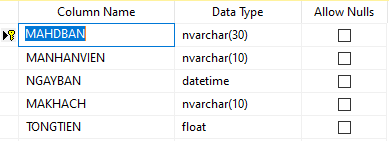 Column Name Data Type Allow Nulls
MAHDBAN nvarchar(30)
MANHANVIEN nvarchar(10)
NGAYBAN datetime
MAKHACH nvarchar(10)
TONGTIEN float